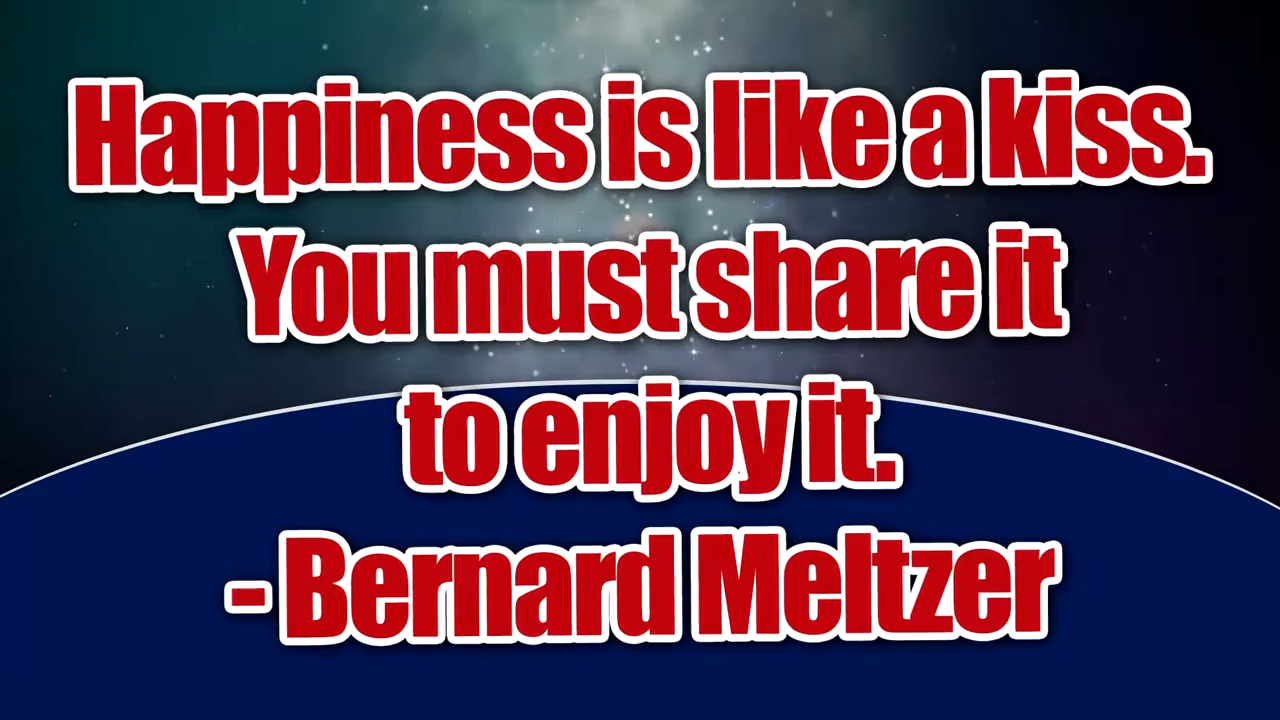 Happiness is like a kiss.
You must share it
to enjoy it.
- Bernard Meltzer